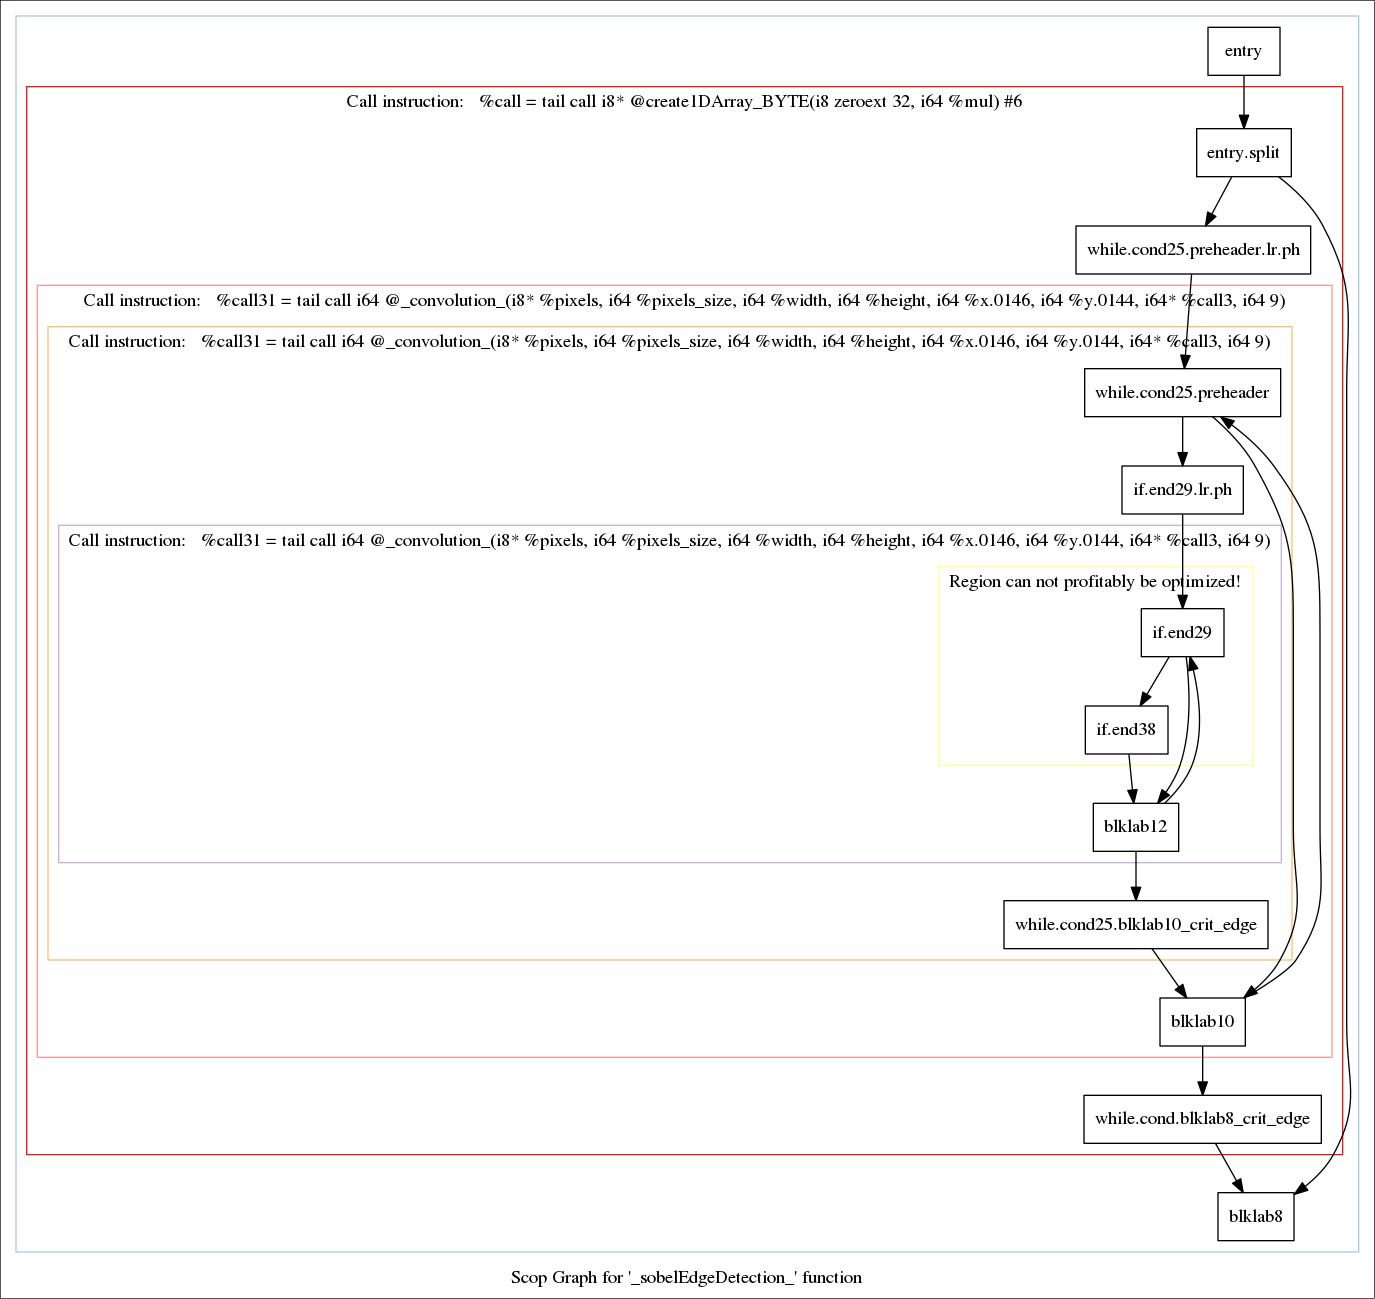 entry
Call instruction: %call = tail call i8* @create1DArray_BYTE(i8 zeroext 32, i64 %mul) #6
entry.split
while.cond25.preheader.lr.ph
Call instruction: %call31 = tail call i64 @_convolution_(i8* %pixels, i64 %pixels_size, i64 %width, i64 %height, i64 %x.0146, i64 %y.0144, i64* %call3, i64 9)
Call instruction: %call31 = tail call i64 @_convolution_(i8* %pixels, i64 %pixels_size, i64 %width, i64 %height, i64 %x.0146, i64 %y.0144, i64* %call3, i64 9)
while.cond25.preheader
if.end29.lr.ph
Call instruction: %call31 = tail call i64 @_convolution_(i8* %pixels, i64 %pixels_size, i64 %width, i64 %height, i64 %x.0146, i64 %y.0144, i64* %call3, i64 9)
Region can not profitably be optimized!
if.end29
if.end38
blklab12
while.cond25.blklab10_crit_edge
blklab10
while.cond.blklab8_crit_edge
blklab8
Scop Graph for '_sobelEdgeDetection_' function